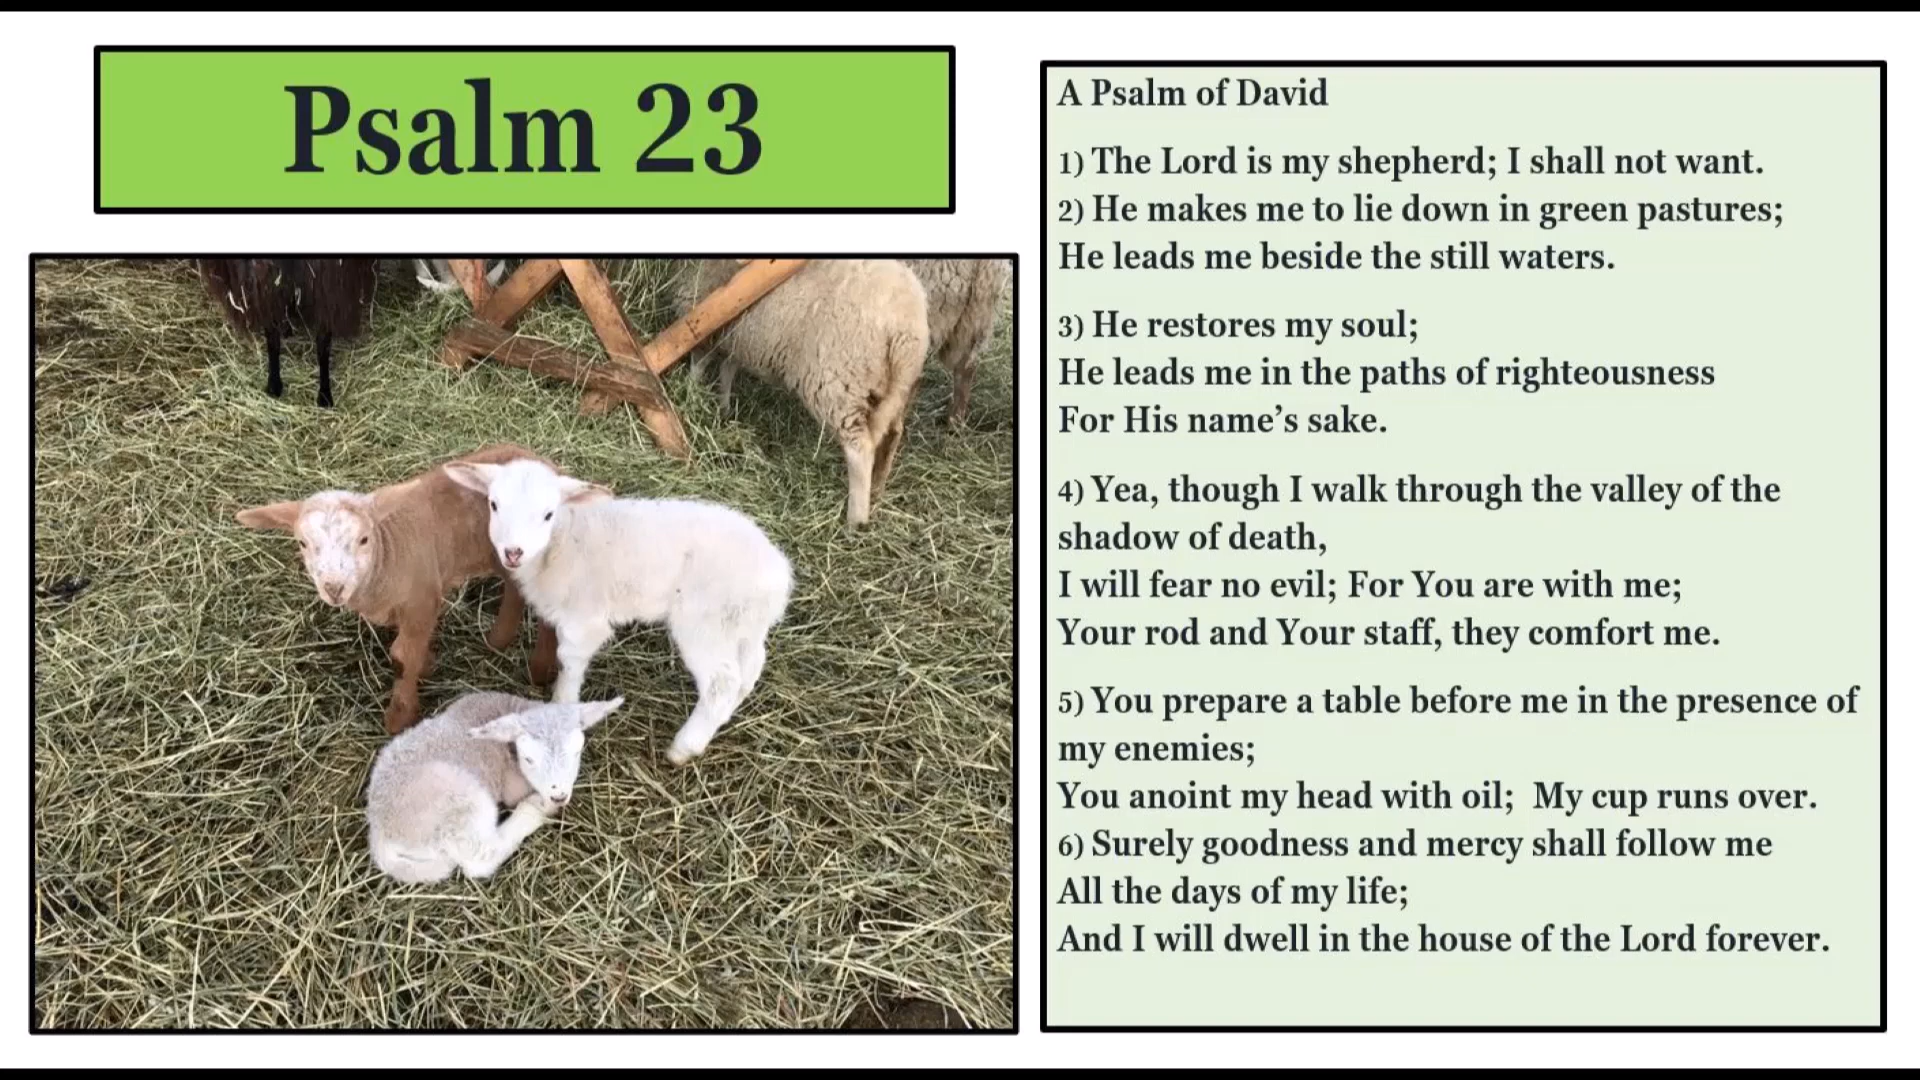 Psalm 23
A Psalm of David
1) The Lord is my shepherd; I shall not want.
2) He makes me to lie down in green pastures;
He leads me beside the still waters.
3) He restores my soul;
He leads me in the paths of righteousness
For His name’s sake.
4) Yea, though I walk through the valley of the
shadow of death,
I will fear no evil; For You are with me;
Your rod and Your staff, they comfort me.
5) You prepare a table before me in the presence of
my enemies;
You anoint my head with oil;  My cup runs over.
6) Surely goodness and mercy shall follow me
All the days of my life;
And I will dwell in the house of the Lord forever.